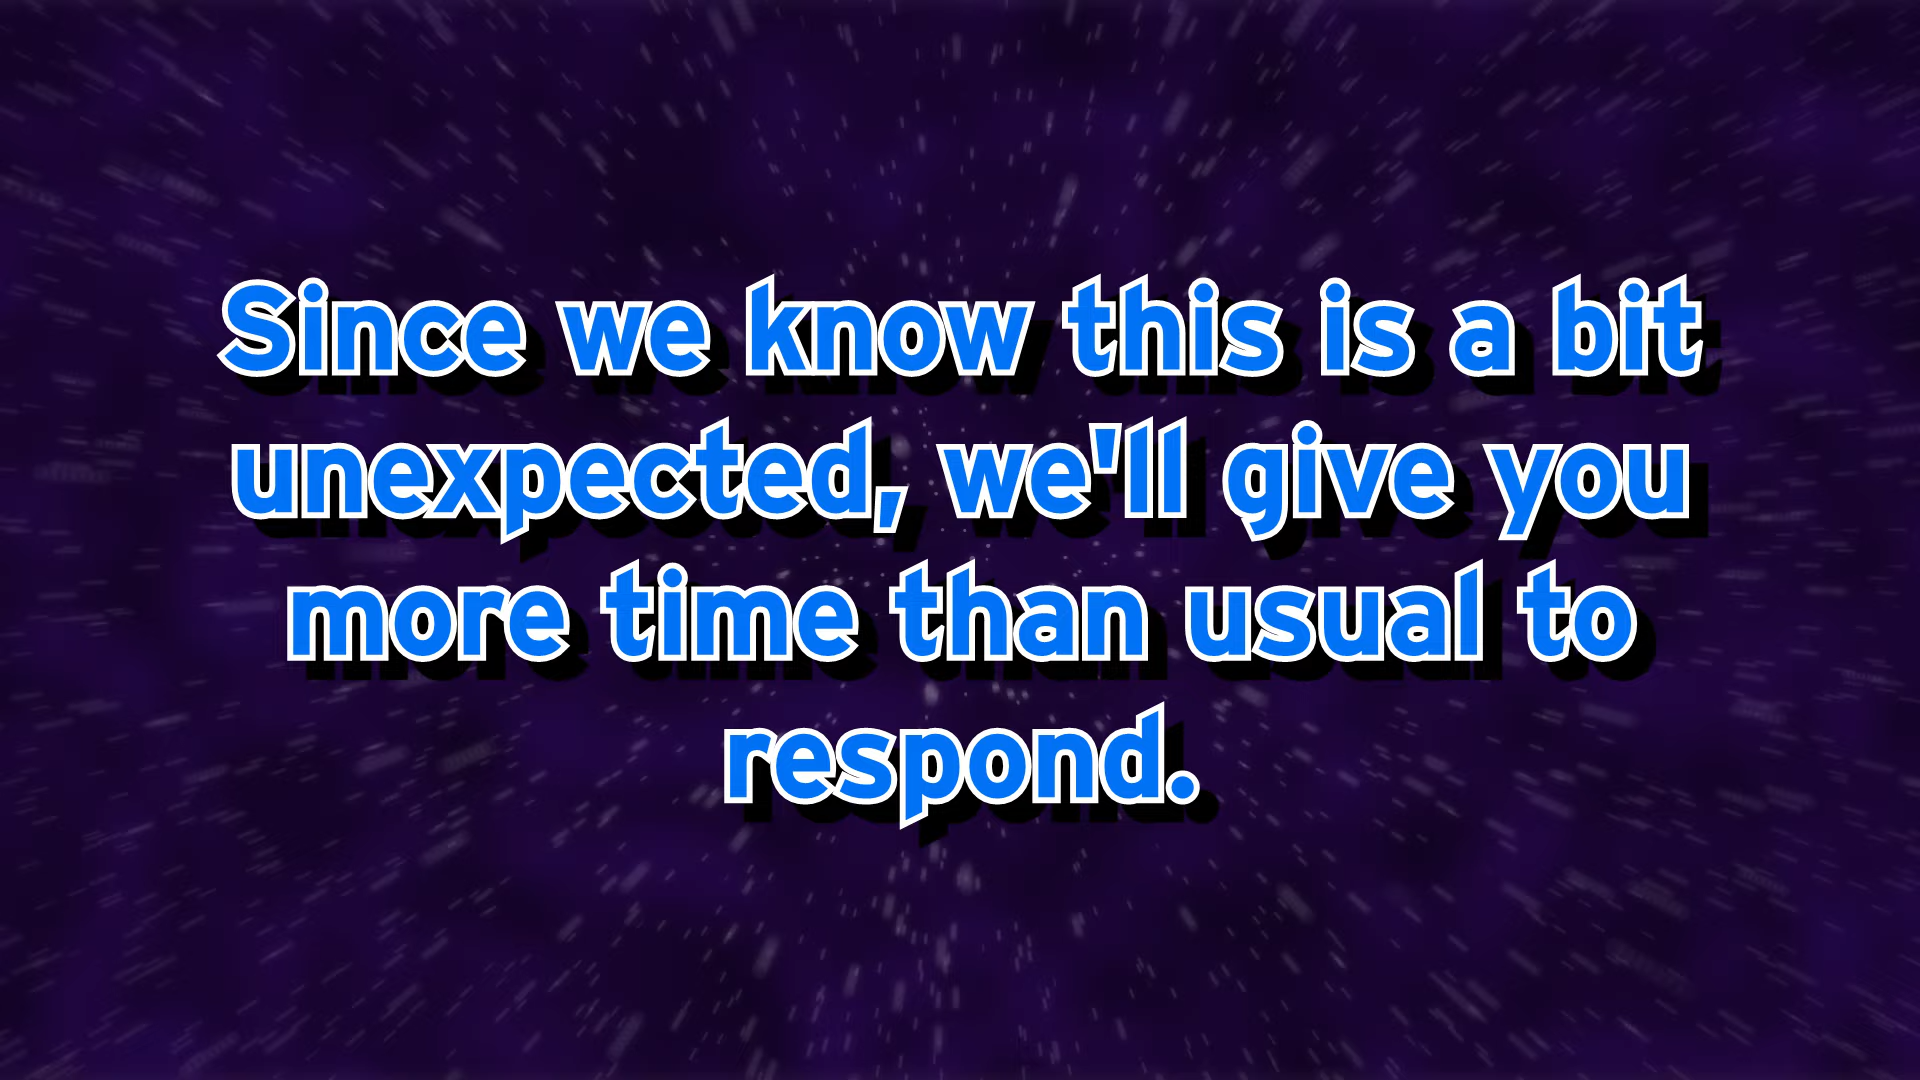 Since we know this is a bit
unexpected, we'll give you
more time than usual to
respond.